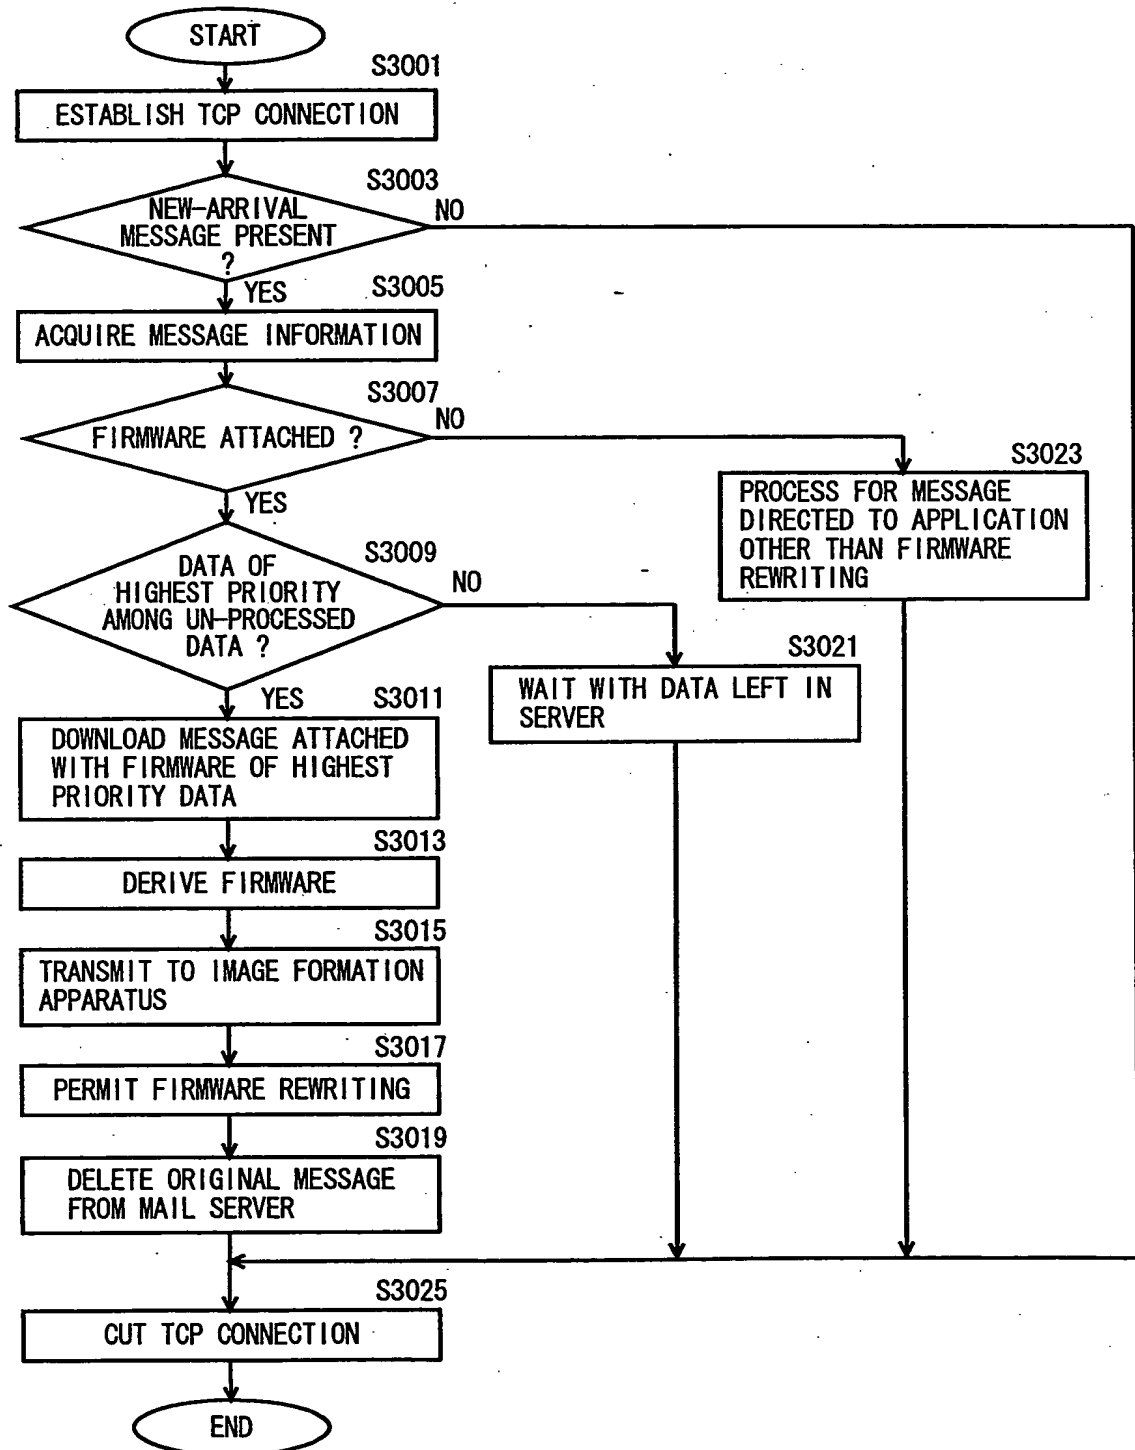 START
S3001
ESTABLISH TCP CONNECTION
S3003
NEW-ARRIVAL
MESSAGE PRESENT
?
NO
YES
S3005
ACQUIRE MESSAGE INFORMATION
S3007
FIRMWARE ATTACHED ?
NO
YES
S3023
PROCESS FOR MESSAGE
DIRECTED TO APPLICATION
OTHER THAN FIRMWARE
REWRITING
S3009
DATA OF
HIGHEST PRIORITY
AMONG UN-PROCESSED
DATA ?
NO
YES
S3021
WAIT WITH DATA LEFT IN
SERVER
S3011
DOWNLOAD MESSAGE ATTACHED
WITH FIRMWARE OF HIGHEST
PRIORITY DATA
S3013
DERIVE FIRMWARE
S3015
TRANSMIT TO IMAGE FORMATION
APPARATUS
S3017
PERMIT FIRMWARE REWRITING
S3019
DELETE ORIGINAL MESSAGE
FROM MAIL SERVER
S3025
CUT TCP CONNECTION
END